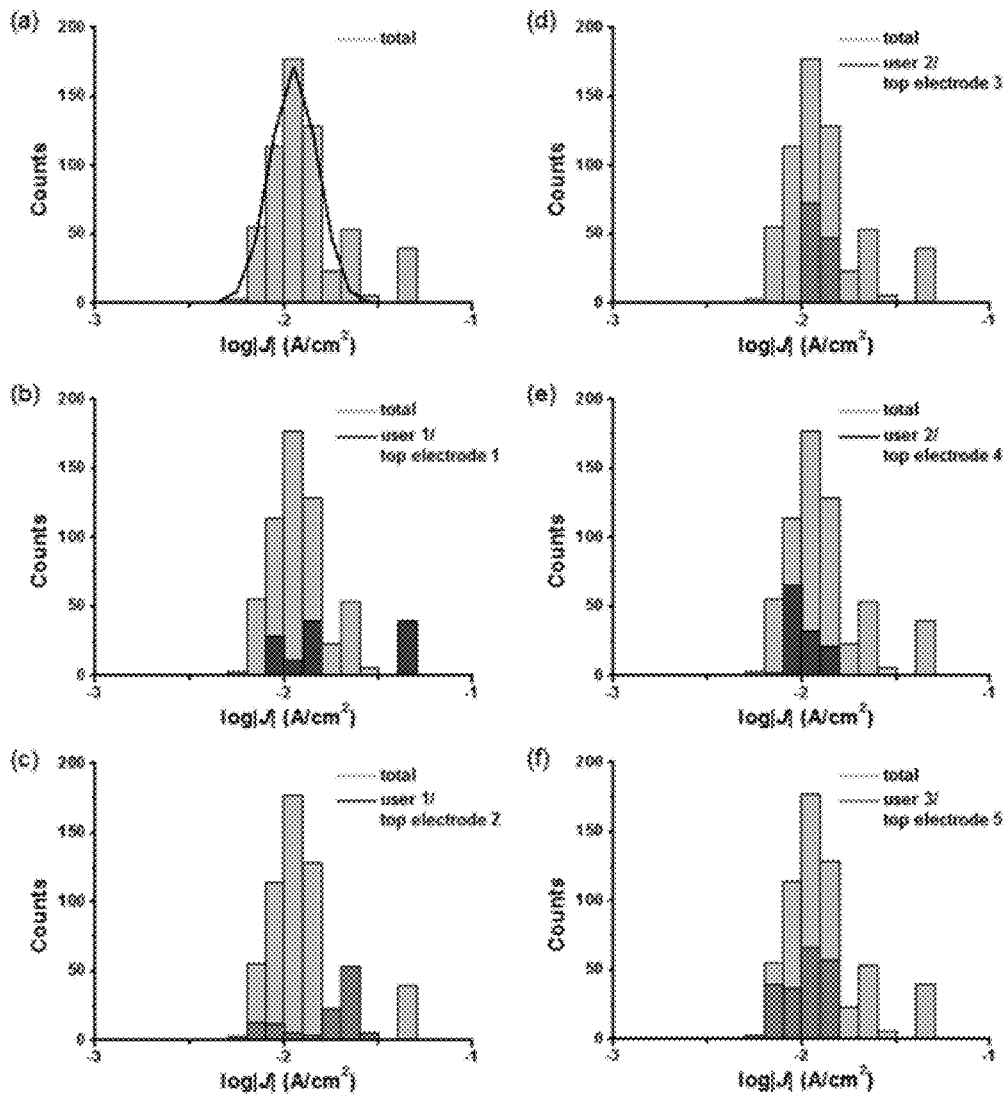 (a)
200
150
100
50
0
Counts
total
-3
-2
-1
log|J| (A/cm²)
(b)
200
150
100
50
0
Counts
total
user 1/
top electrode 1
-3
-2
-1
log|J| (A/cm²)
(c)
200
150
100
50
0
Counts
total
user 1/
top electrode 2
-3
-2
-1
log|J| (A/cm²)
(d)
200
150
100
50
0
Counts
total
user 2/
top electrode 3
-3
-2
-1
log|J| (A/cm²)
(e)
200
150
100
50
0
Counts
total
user 2/
top electrode 4
-3
-2
-1
log|J| (A/cm²)
(f)
200
150
100
50
0
Counts
total
user 3/
top electrode 5
-3
-2
-1
log|J| (A/cm²)